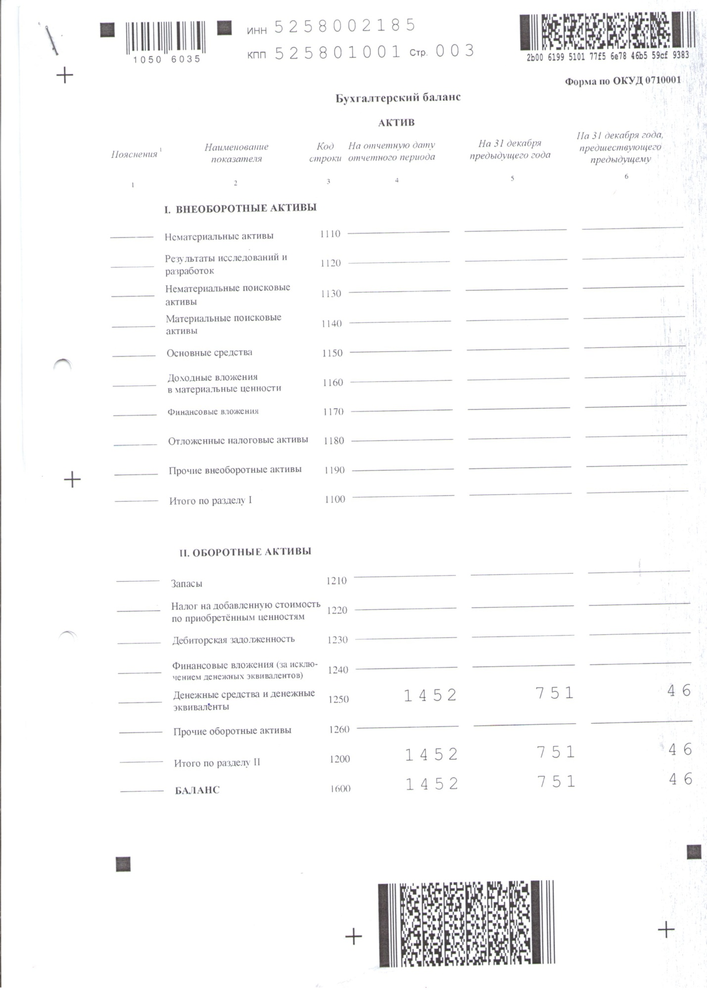 ИНН 5258002185
1050 6035
КПП 525801001 Стр. 003
2b00 6199 5101 77f5 6e78 46b5 59cf 9383
Форма по ОКУД 0710001
Бухгалтерский баланс
АКТИВ
Пояснения 1
Наименование
показателя
Код
строки
На отчетную дату
отчетного периода
На 31 декабря
предыдущего года
На 31 декабря года,
предшествующего
предыдущему
1 2 3 4 5 6
I. ВНЕОБОРОТНЫЕ АКТИВЫ
Нематериальные активы 1110
Результаты исследований и
разработок 1120
Нематериальные поисковые
активы 1130
Материальные поисковые
активы 1140
Основные средства 1150
Доходные вложения
в материальные ценности 1160
Финансовые вложения 1170
Отложенные налоговые активы 1180
Прочие внеоборотные активы 1190
Итого по разделу I 1100
II. ОБОРОТНЫЕ АКТИВЫ
Запасы 1210
Налог на добавленную стоимость
по приобретённым ценностям 1220
Дебиторская задолженность 1230
Финансовые вложения (за исклю-
чением денежных эквивалентов) 1240
Денежные средства и денежные
эквиваленты 1250 1452 751 46
Прочие оборотные активы 1260
Итого по разделу II 1200 1452 751 46
БАЛАНС 1600 1452 751 46